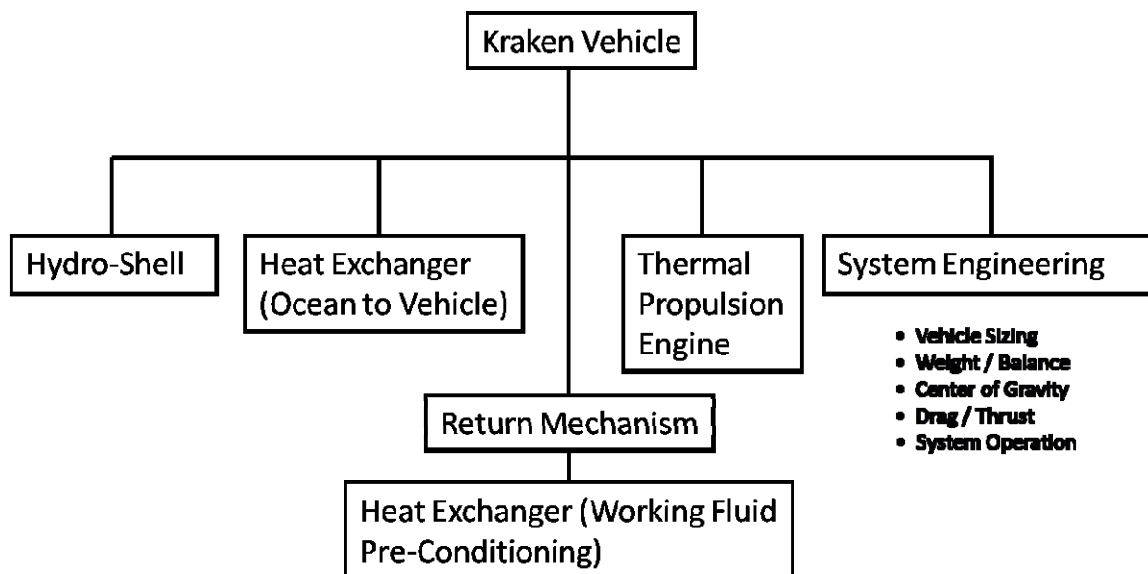 Kraken Vehicle
Hydro-Shell
Heat Exchanger
(Ocean to Vehicle)
Thermal
Propulsion
Engine
System Engineering
• Vehicle Sizing
• Weight / Balance
• Center of Gravity
• Drag / Thrust
• System Operation
Return Mechanism
Heat Exchanger (Working Fluid
Pre-Conditioning)